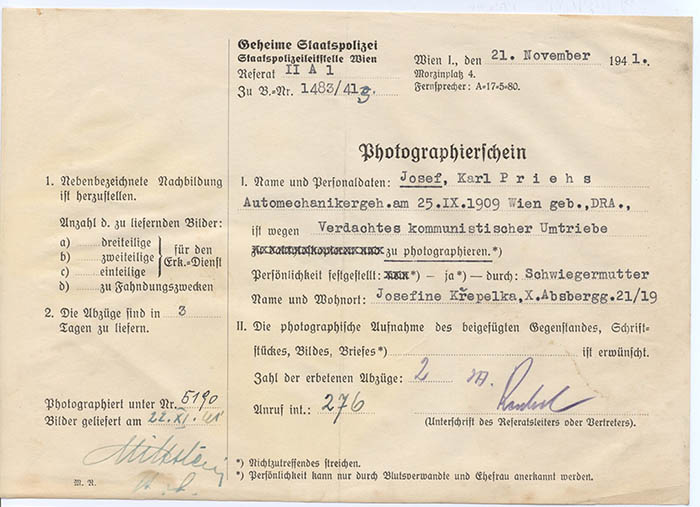 Geheime Staatspolizei
Staatspolizeileitstelle Wien
Referat II A 1
Zu B.-Nr. 1483/41g.
Wien I., den 21. November 1941.
Morzinplatz 4.
Fernsprecher: A=17=5=80.
Photographierschein
1. Nebenbezeichnete Nachbildung
ist herzustellen.
Anzahl d. zu liefernden Bilder:
a) dreiteilige
b) zweiteilige
c) einteilige
für den
Erk.=Dienst
d) zu Fahndungszwecken
2. Die Abzüge sind in 3
Tagen zu liefern.
Photographiert unter Nr. 5190
Bilder geliefert am 22. XI. 41
M. N.
I. Name und Personaldaten: Josef, Karl P r i e h s
Automechanikergeh.am 25.IX.1909 Wien geb.,DRA.,
ist wegen Verdachtes kommunistischer Umtriebe
zu photographieren.*)
Persönlichkeit festgestellt: xxx*) — ja*) — durch: Schwiegermutter
Name und Wohnort: Josefine Křepelka,X.Absbergg.21/19
II. Die photographische Aufnahme des beigefügten Gegenstandes, Schrift=
stückes, Bildes, Briefes*) ist erwünscht.
Zahl der erbetenen Abzüge: 2
Anruf int.: 276
(Unterschrift des Referatsleiters oder Vertreters).
*) Nichtzutreffendes streichen.
*) Persönlichkeit kann nur durch Blutsverwandte und Ehefrau anerkannt werden.